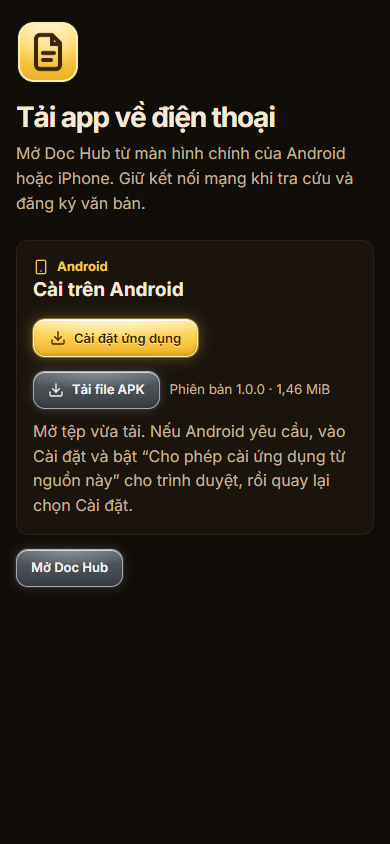 Tải app về điện thoại
Mở Doc Hub từ màn hình chính của Android
hoặc iPhone. Giữ kết nối mạng khi tra cứu và
đăng ký văn bản.
Android
Cài trên Android
Cài đặt ứng dụng
Tải file APK
Phiên bản 1.0.0 · 1,46 MiB
Mở tệp vừa tải. Nếu Android yêu cầu, vào
Cài đặt và bật “Cho phép cài ứng dụng từ
nguồn này” cho trình duyệt, rồi quay lại
chọn Cài đặt.
Mở Doc Hub